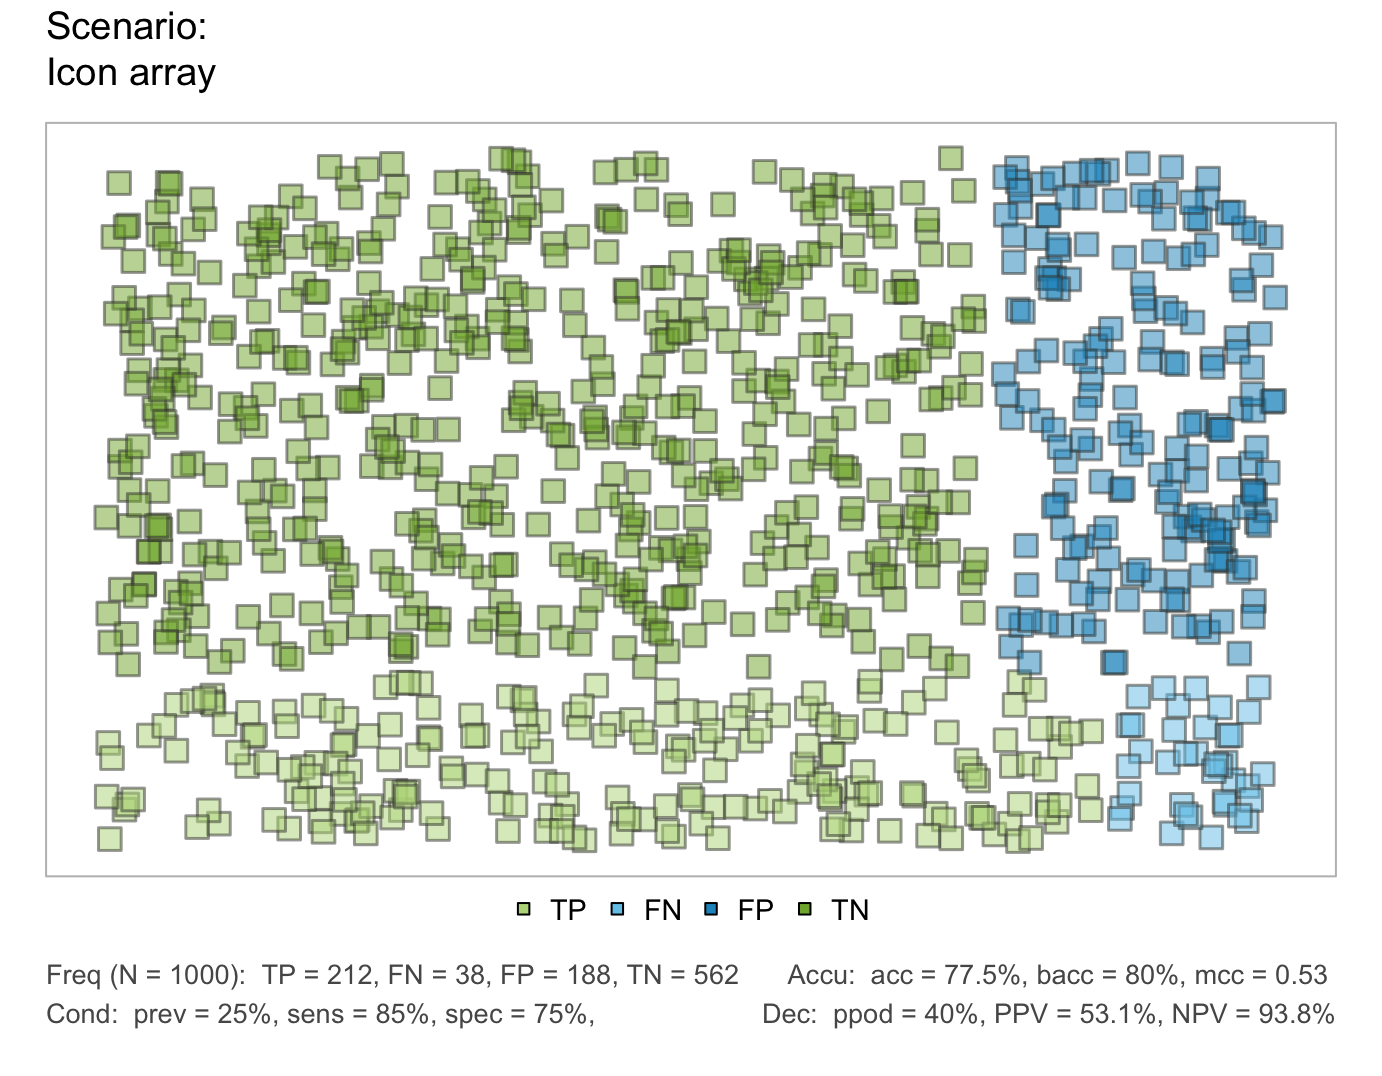 Scenario:
Icon array
TP FN FP TN
Freq (N = 1000):  TP = 212, FN = 38, FP = 188, TN = 562
Accu:  acc = 77.5%, bacc = 80%, mcc = 0.53
Cond:  prev = 25%, sens = 85%, spec = 75%,
Dec:  ppod = 40%, PPV = 53.1%, NPV = 93.8%